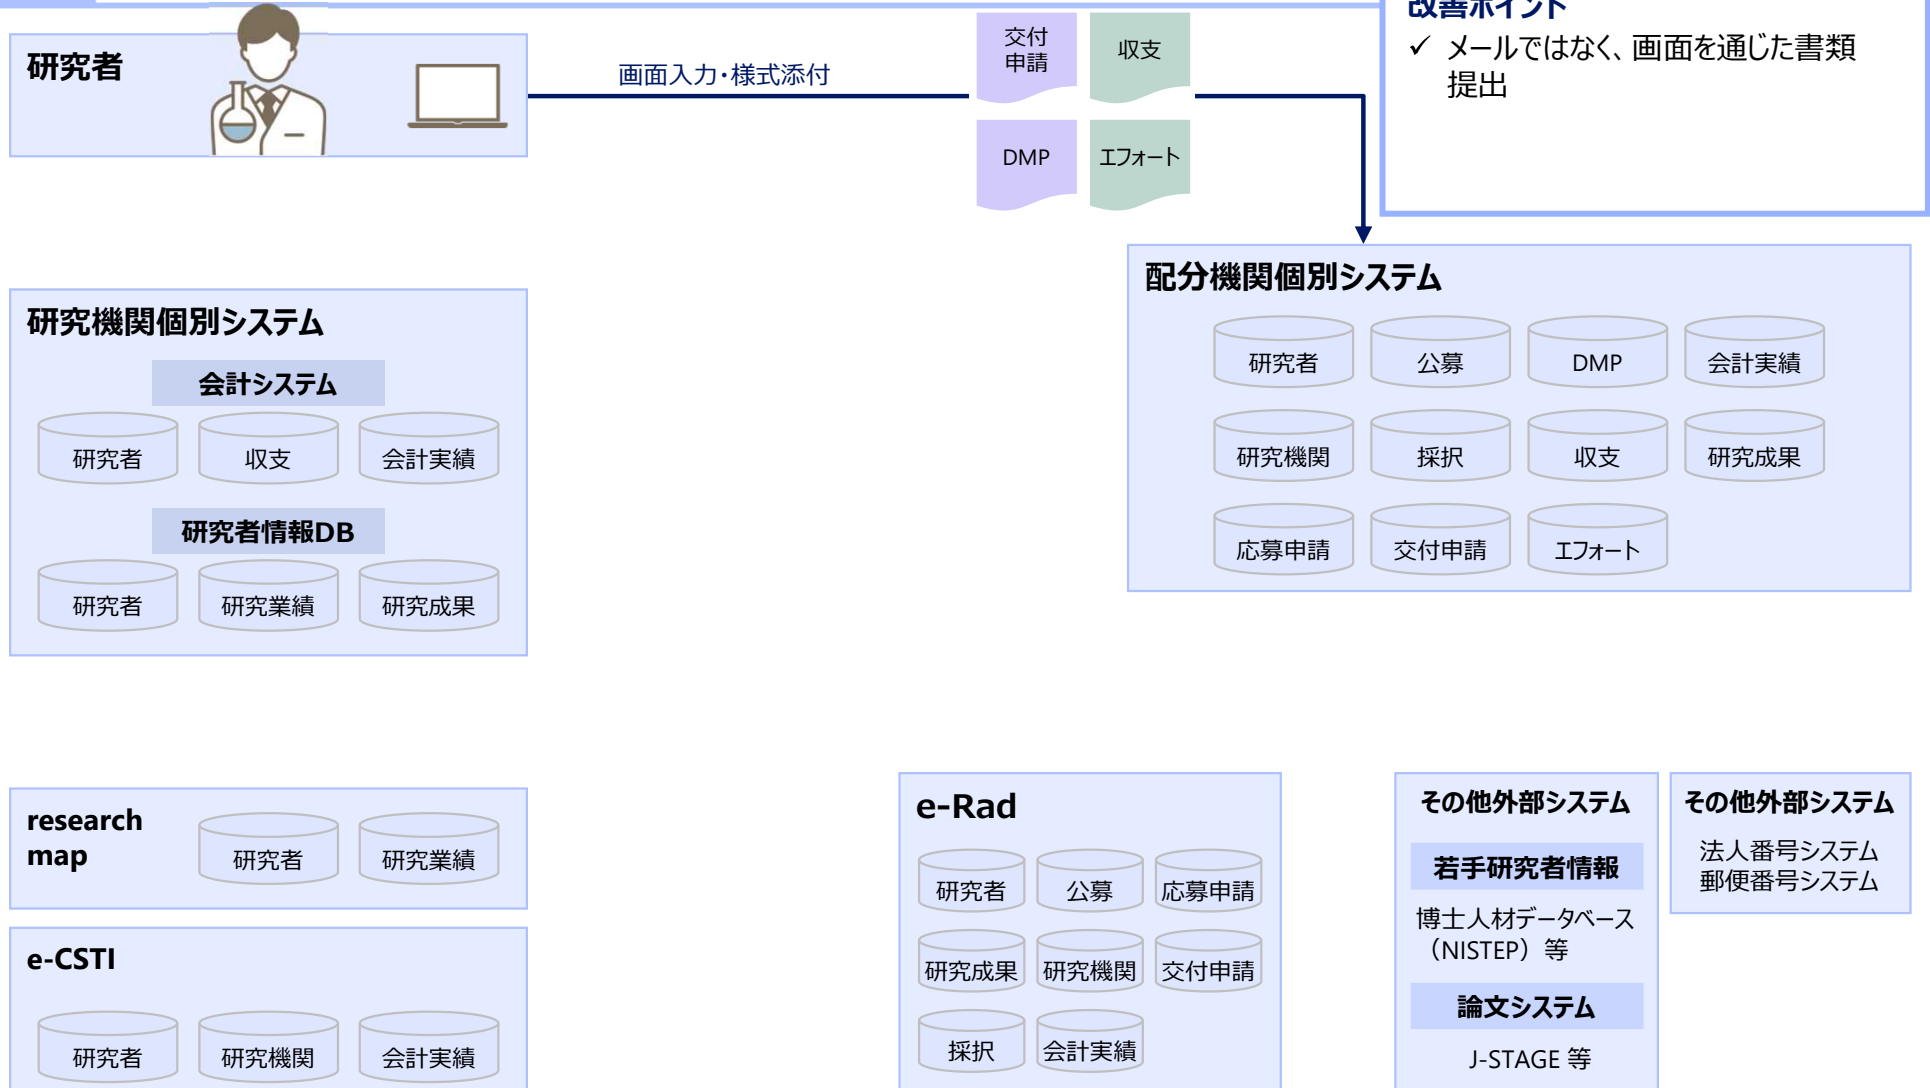 改善ポイント
✓ メールではなく、画面を通じた書類
提出
研究者
画面入力・様式添付
交付
申請
収支
DMP
エフォート
配分機関個別システム
研究者
公募
DMP
会計実績
研究機関
採択
収支
研究成果
応募申請
交付申請
エフォート
研究機関個別システム
会計システム
研究者
収支
会計実績
研究者情報DB
研究者
研究業績
研究成果
research
map
研究者
研究業績
e-CSTI
研究者
研究機関
会計実績
e-Rad
研究者
公募
応募申請
研究成果
研究機関
交付申請
採択
会計実績
その他外部システム
若手研究者情報
博士人材データベース
（NISTEP）等
論文システム
J-STAGE 等
その他外部システム
法人番号システム
郵便番号システム